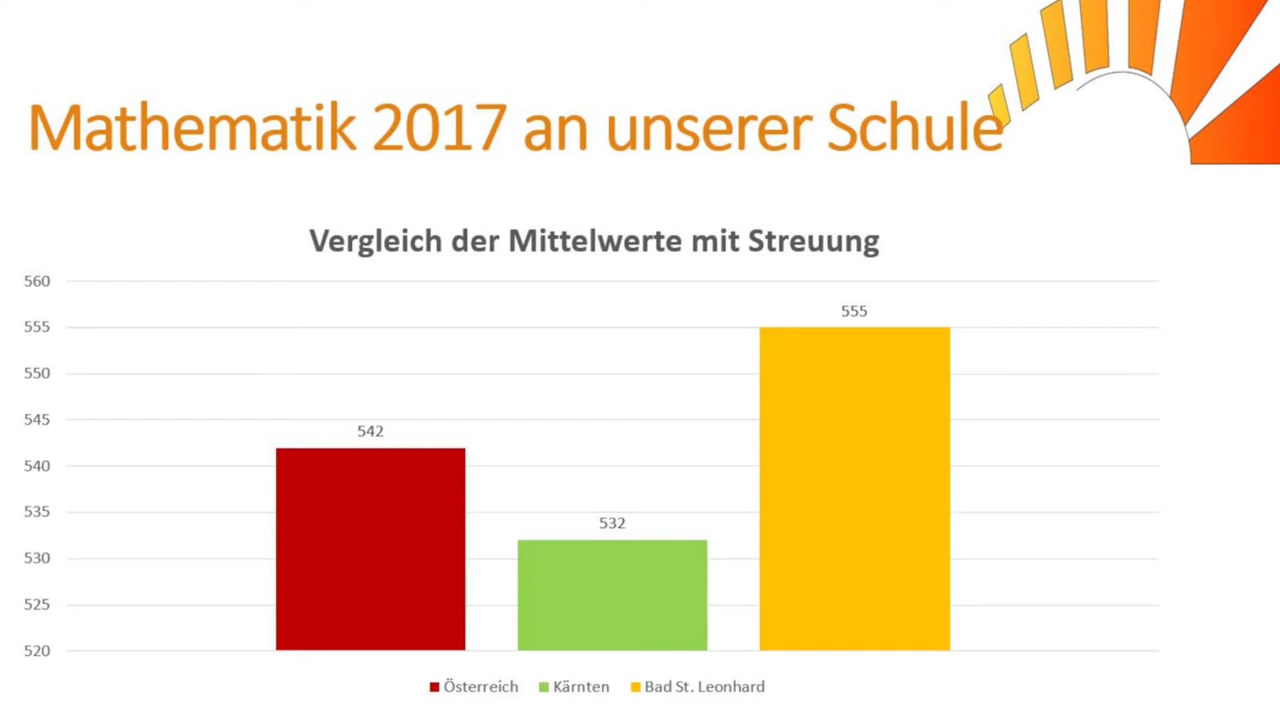 Mathematik 2017 an unserer Schule
Vergleich der Mittelwerte mit Streuung
560
555
550
545
540
535
530
525
520
542
532
555
Österreich
Kärnten
Bad St. Leonhard